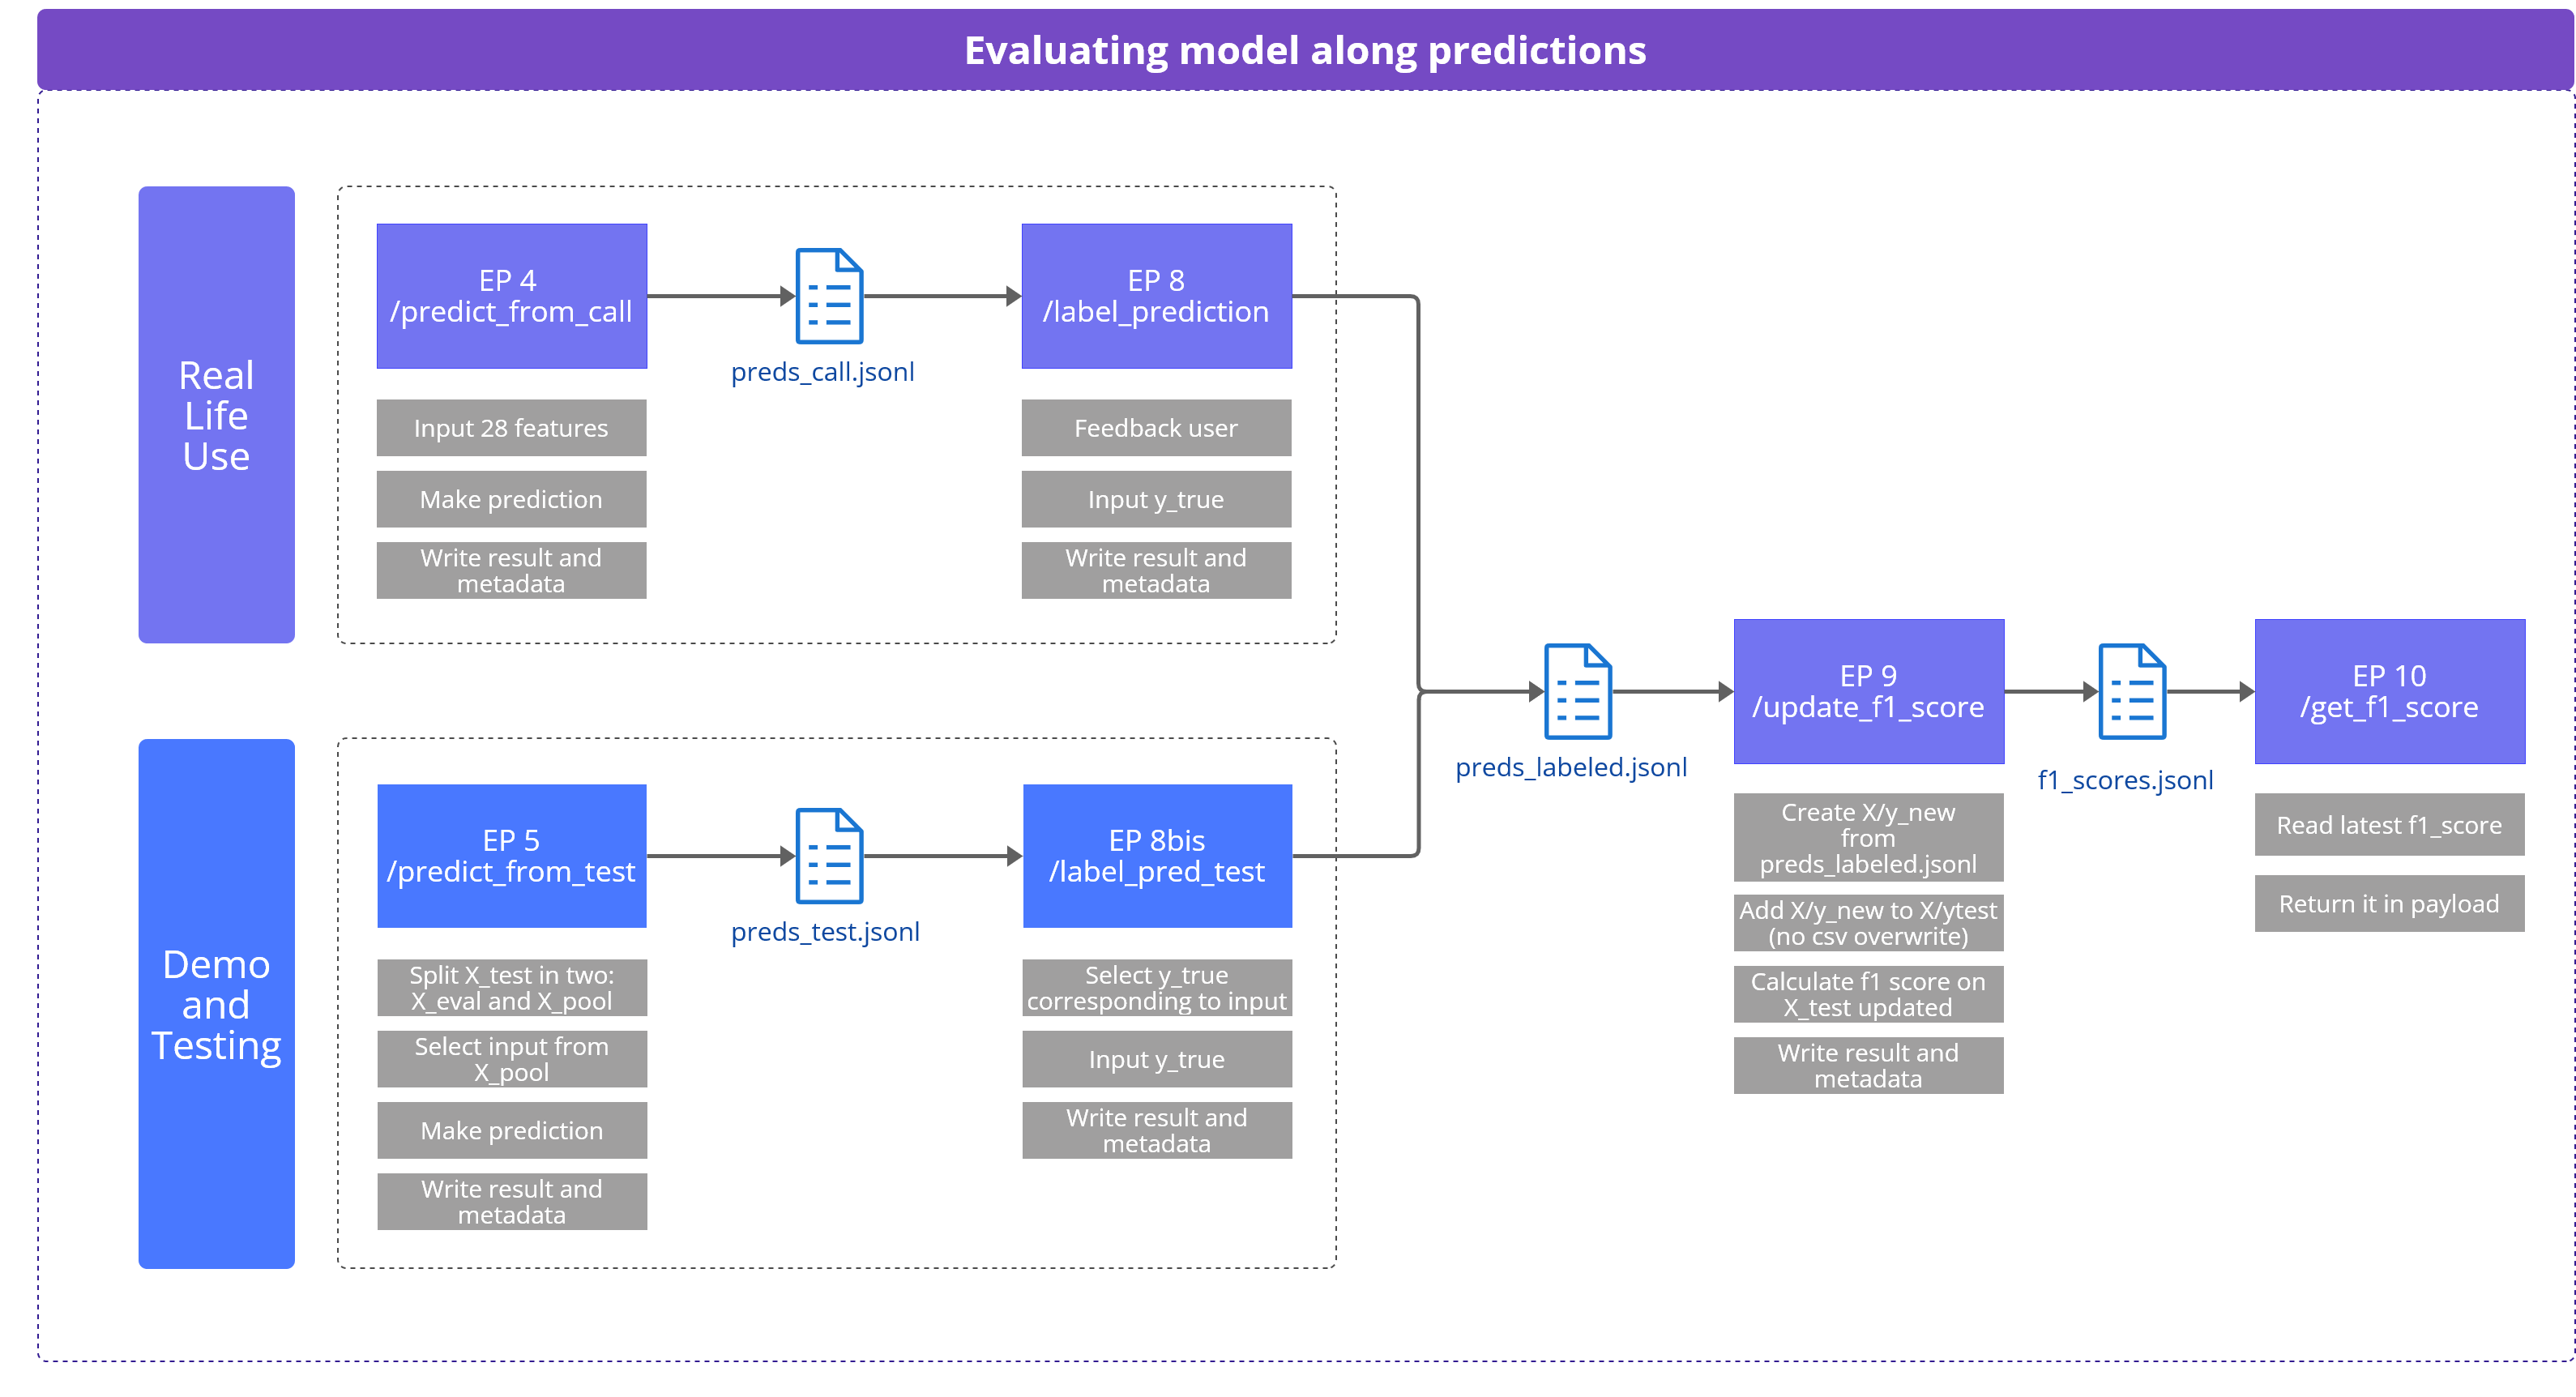 Evaluating model along predictions
Real
Life
Use
EP 4
/predict_from_call
Input 28 features
Make prediction
Write result and
metadata
preds_call.jsonl
EP 8
/label_prediction
Feedback user
Input y_true
Write result and
metadata
Demo
and
Testing
EP 5
/predict_from_test
Split X_test in two:
X_eval and X_pool
Select input from
X_pool
Make prediction
Write result and
metadata
preds_test.jsonl
EP 8bis
/label_pred_test
Select y_true
corresponding to input
Input y_true
Write result and
metadata
preds_labeled.jsonl
EP 9
/update_f1_score
Create X/y_new
from
preds_labeled.jsonl
Add X/y_new to X/ytest
(no csv overwrite)
Calculate f1 score on
X_test updated
Write result and
metadata
f1_scores.jsonl
EP 10
/get_f1_score
Read latest f1_score
Return it in payload